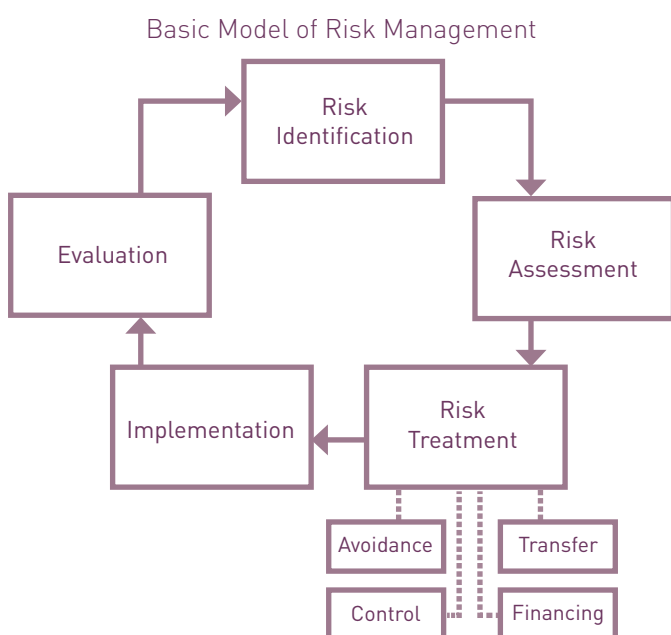 Basic Model of Risk Management
Risk
Identification
Risk
Assessment
Risk
Treatment
Implementation
Evaluation
Avoidance
Transfer
Control
Financing